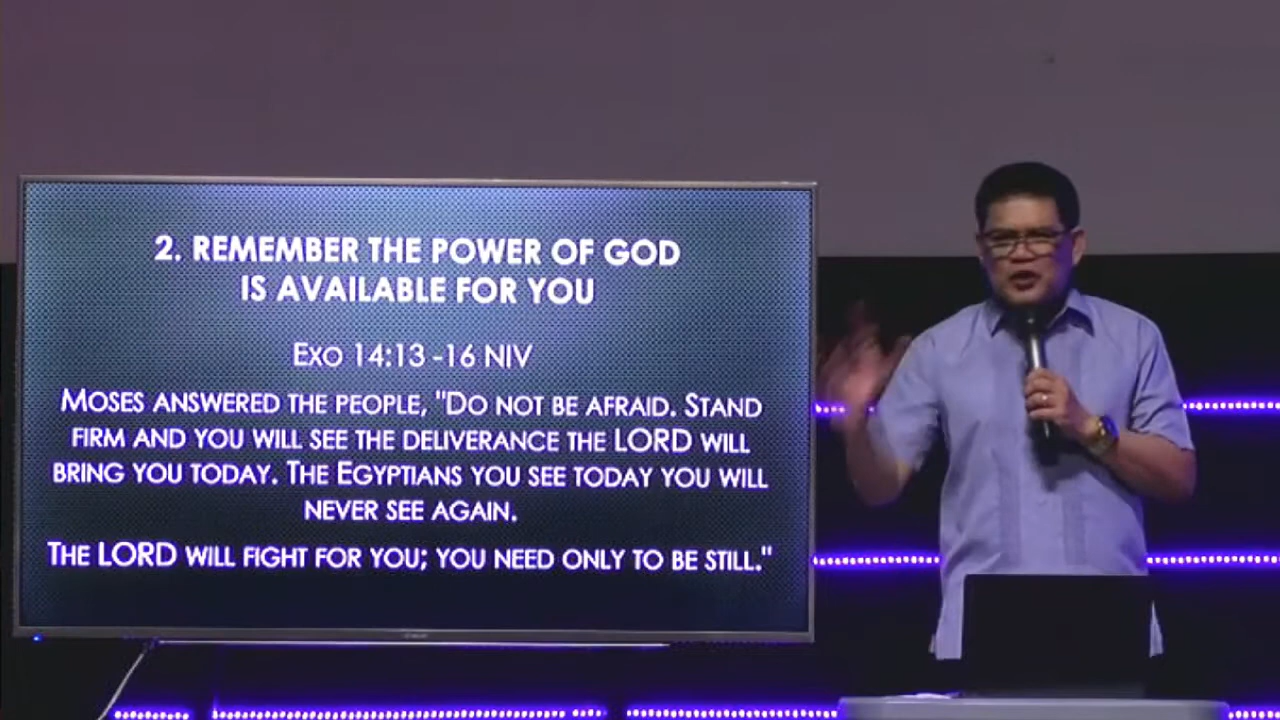 2. REMEMBER THE POWER OF GOD
IS AVAILABLE FOR YOU
EXO 14:13 -16 NIV
MOSES ANSWERED THE PEOPLE, "DO NOT BE AFRAID. STAND
FIRM AND YOU WILL SEE THE DELIVERANCE THE LORD WILL
BRING YOU TODAY. THE EGYPTIANS YOU SEE TODAY YOU WILL
NEVER SEE AGAIN.
THE LORD WILL FIGHT FOR YOU; YOU NEED ONLY TO BE STILL."